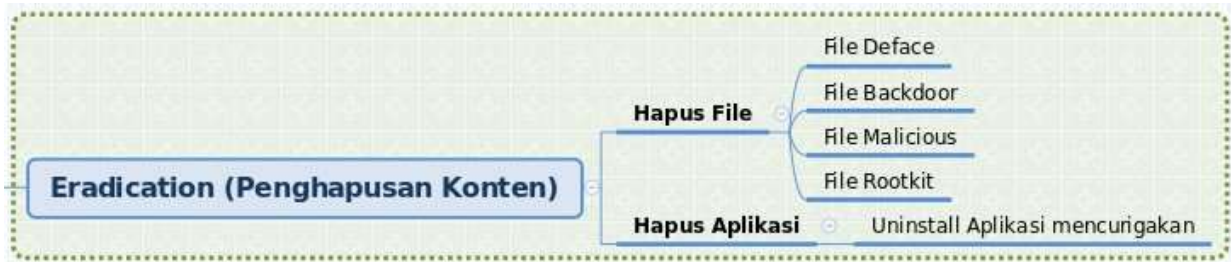 Eradication (Penghapusan Konten)
Hapus File
File Deface
File Backdoor
File Malicious
File Rootkit
Hapus Aplikasi
Uninstall Aplikasi mencurigakan